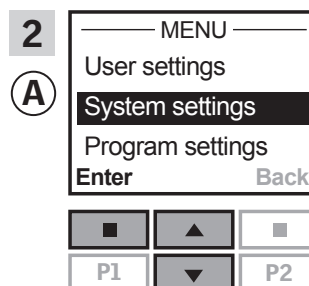 2
A
MENU
User settings
System settings
Program settings
Enter Back
P1 P2